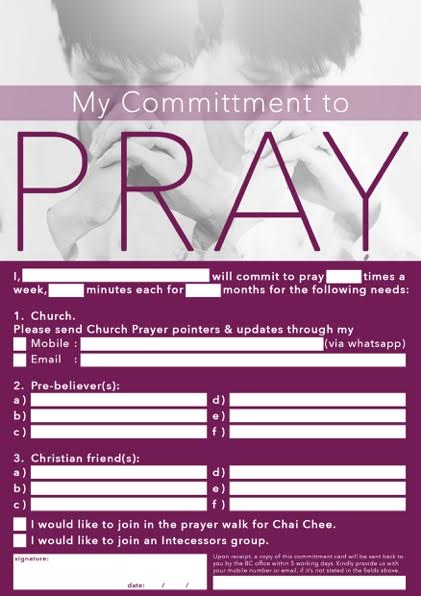 My Committment to
PRAY
I, will commit to pray times a
week, minutes each for months for the following needs:
1. Church.
Please send Church Prayer pointers & updates through my
Mobile : (via whatsapp)
Email :
2. Pre-believer(s):
a) d)
b) e)
c) f)
3. Christian friend(s):
a) d)
b) e)
c) f)
I would like to join in the prayer walk for Chai Chee.
I would like to join an Intecessors group.
signature:
date: / /
Upon receipt, a copy of this commitment card will be sent back to
you by the BC office within 5 working days. Kindly provide us with
your mobile number or email, if it's not stated in the fields above.